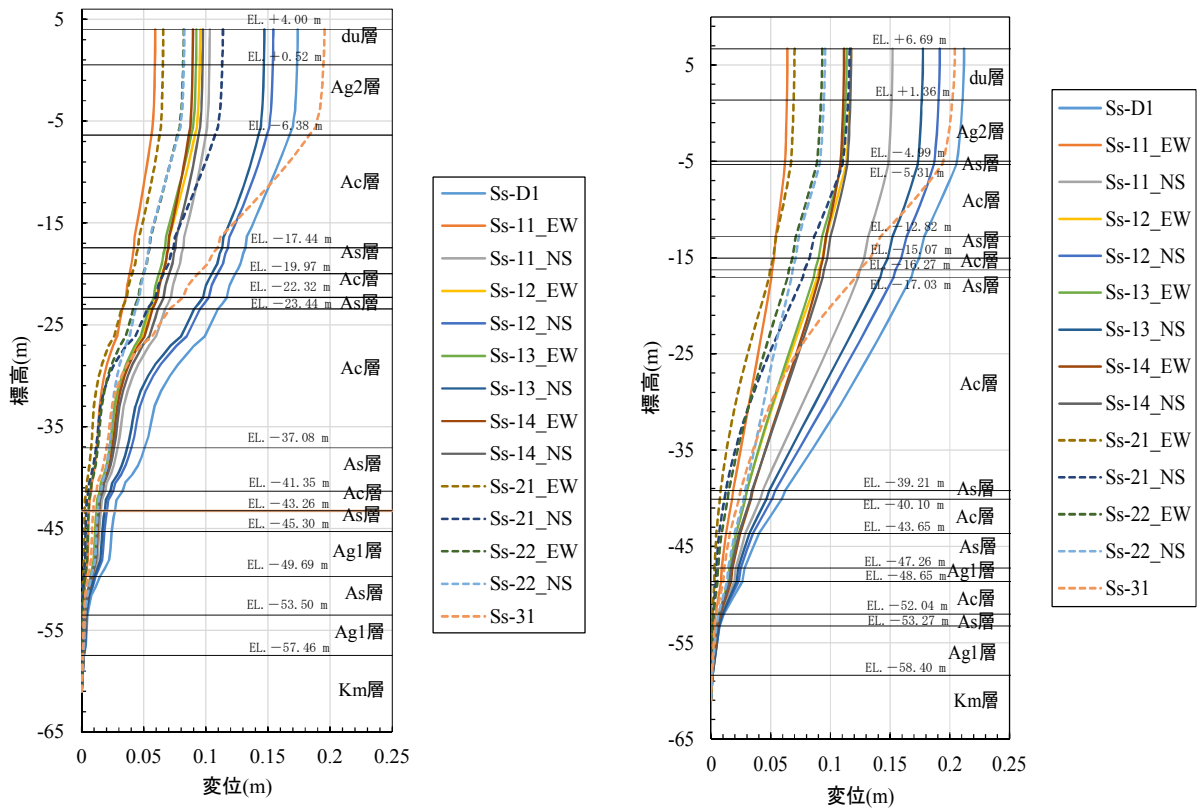 5
-5
-15
-25
-35
-45
-55
-65
標高(m)
0
0.05
0.1
0.15
0.2
0.25
変位(m)
EL. +4.00 m
du層
EL. +0.52 m
Ag2層
EL. -6.38 m
Ac層
EL. -17.44 m
As層
EL. -19.97 m
Ac層
EL. -22.32 m
As層
EL. -23.44 m
Ac層
EL. -37.08 m
As層
EL. -41.35 m
Ac層
EL. -43.26 m
As層
EL. -45.30 m
Ag1層
EL. -49.69 m
As層
EL. -53.50 m
Ag1層
EL. -57.46 m
Km層
Ss-D1
Ss-11_EW
Ss-11_NS
Ss-12_EW
Ss-12_NS
Ss-13_EW
Ss-13_NS
Ss-14_EW
Ss-14_NS
Ss-21_EW
Ss-21_NS
Ss-22_EW
Ss-22_NS
Ss-31
5
-5
-15
-25
-35
-45
-55
-65
標高(m)
0
0.05
0.1
0.15
0.2
0.25
変位(m)
EL. +6.69 m
du層
EL. +1.36 m
Ag2層
EL. -4.99 m
As層
EL. -5.31 m
Ac層
EL. -12.82 m
As層
EL. -15.07 m
Ac層
EL. -16.27 m
As層
EL. -17.03 m
Ac層
EL. -39.21 m
As層
EL. -40.10 m
Ac層
EL. -43.65 m
As層
EL. -47.26 m
Ag1層
EL. -48.65 m
Ac層
EL. -52.04 m
As層
EL. -53.27 m
Ag1層
EL. -58.40 m
Km層
Ss-D1
Ss-11_EW
Ss-11_NS
Ss-12_EW
Ss-12_NS
Ss-13_EW
Ss-13_NS
Ss-14_EW
Ss-14_NS
Ss-21_EW
Ss-21_NS
Ss-22_EW
Ss-22_NS
Ss-31